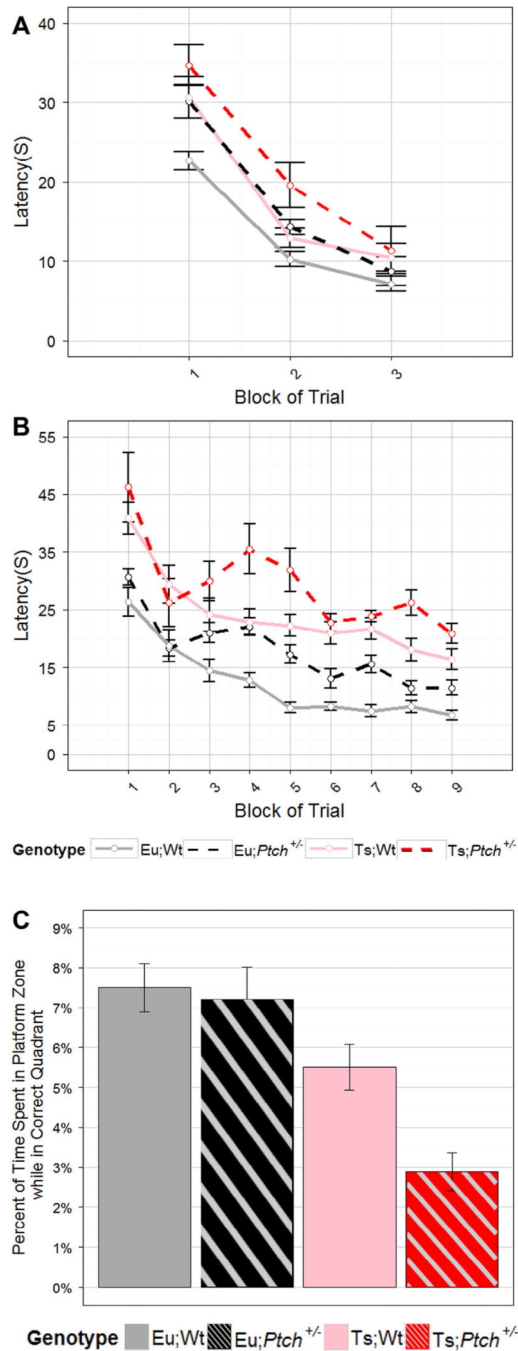 A
40
30
20
10
0
Latency(S)
1 2 3
Block of Trial
B
55
45
35
25
15
5
0
Latency(S)
1 2 3 4 5 6 7 8 9
Block of Trial
Genotype Eu;Wt Eu;Ptch+/- Ts;Wt Ts;Ptch+/-
C
9%
8%
7%
6%
5%
4%
3%
2%
1%
0%
Percent of Time Spent in Platform Zone
while in Correct Quadrant
Genotype Eu;Wt Eu;Ptch+/- Ts;Wt Ts;Ptch+/-